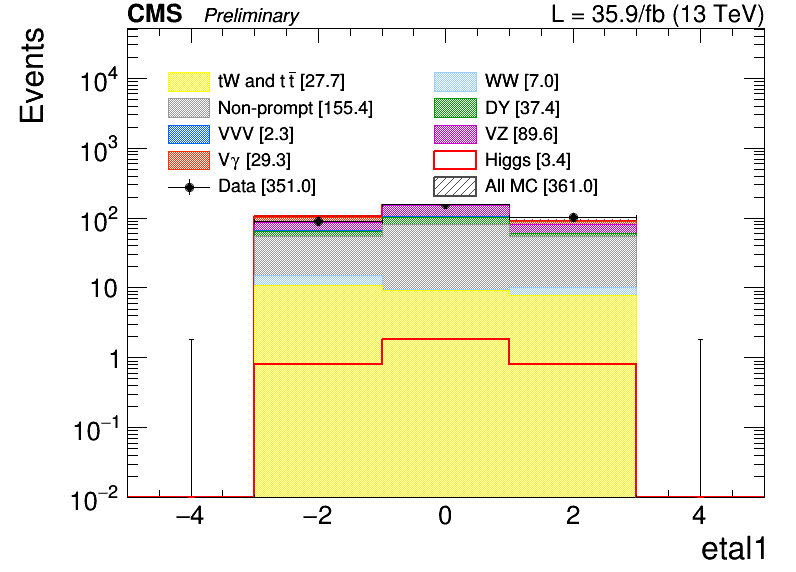 CMS Preliminary L = 35.9/fb (13 TeV)
Events
tW and t t̄ [27.7] WW [7.0]
Non-prompt [155.4] DY [37.4]
VVV [2.3] VZ [89.6]
Vγ [29.3] Higgs [3.4]
Data [351.0] All MC [361.0]
10⁴
10³
10²
10
1
10⁻¹
10⁻²
−4 −2 0 2 4
etal1